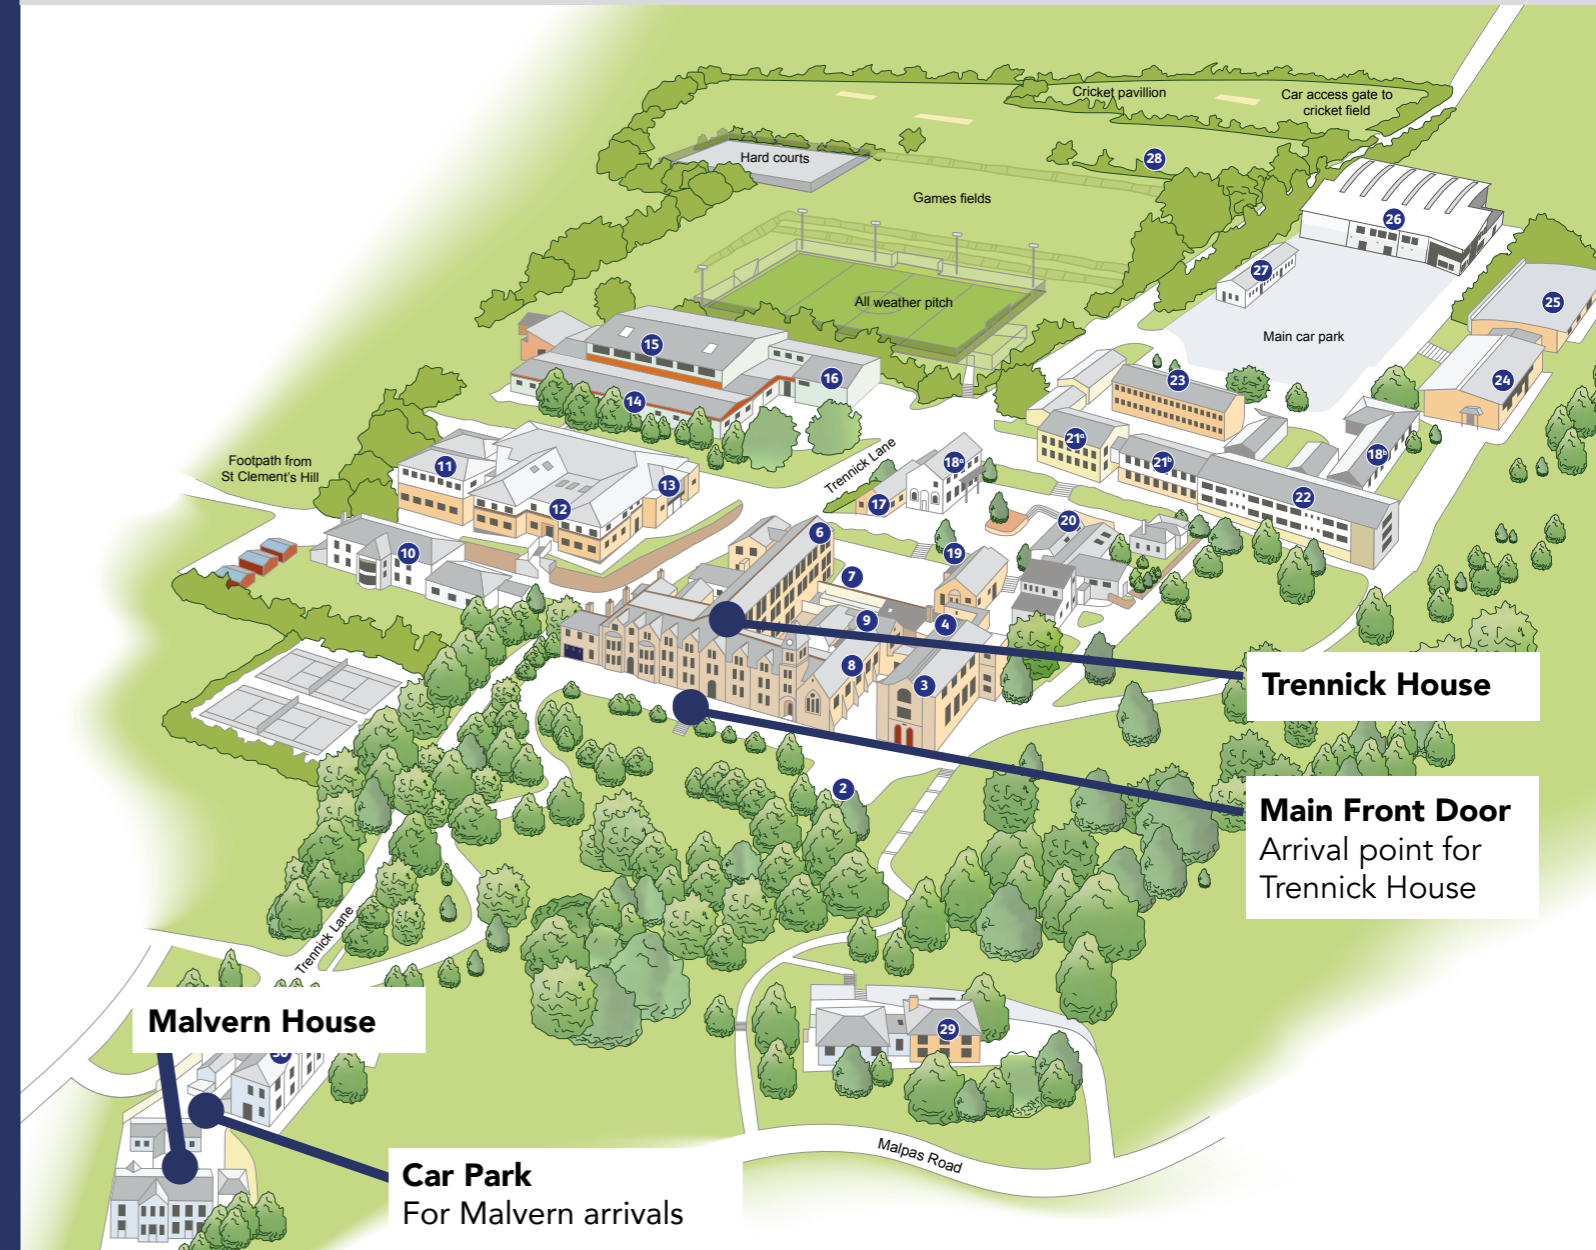 Cricket pavillion
Car access gate to
cricket field
Hard courts
28
Games fields
26
27
25
All weather pitch
Main car park
15
16
23
24
14
21a
Trennick Lane
18a
21b
18b
Footpath from
St Clement's Hill
11
13
22
17
12
20
6
10
19
7
9
4
8
3
Trennick House
2
Main Front Door
Arrival point for
Trennick House
Trennick Lane
Malvern House
29
30
Malpas Road
Car Park
For Malvern arrivals